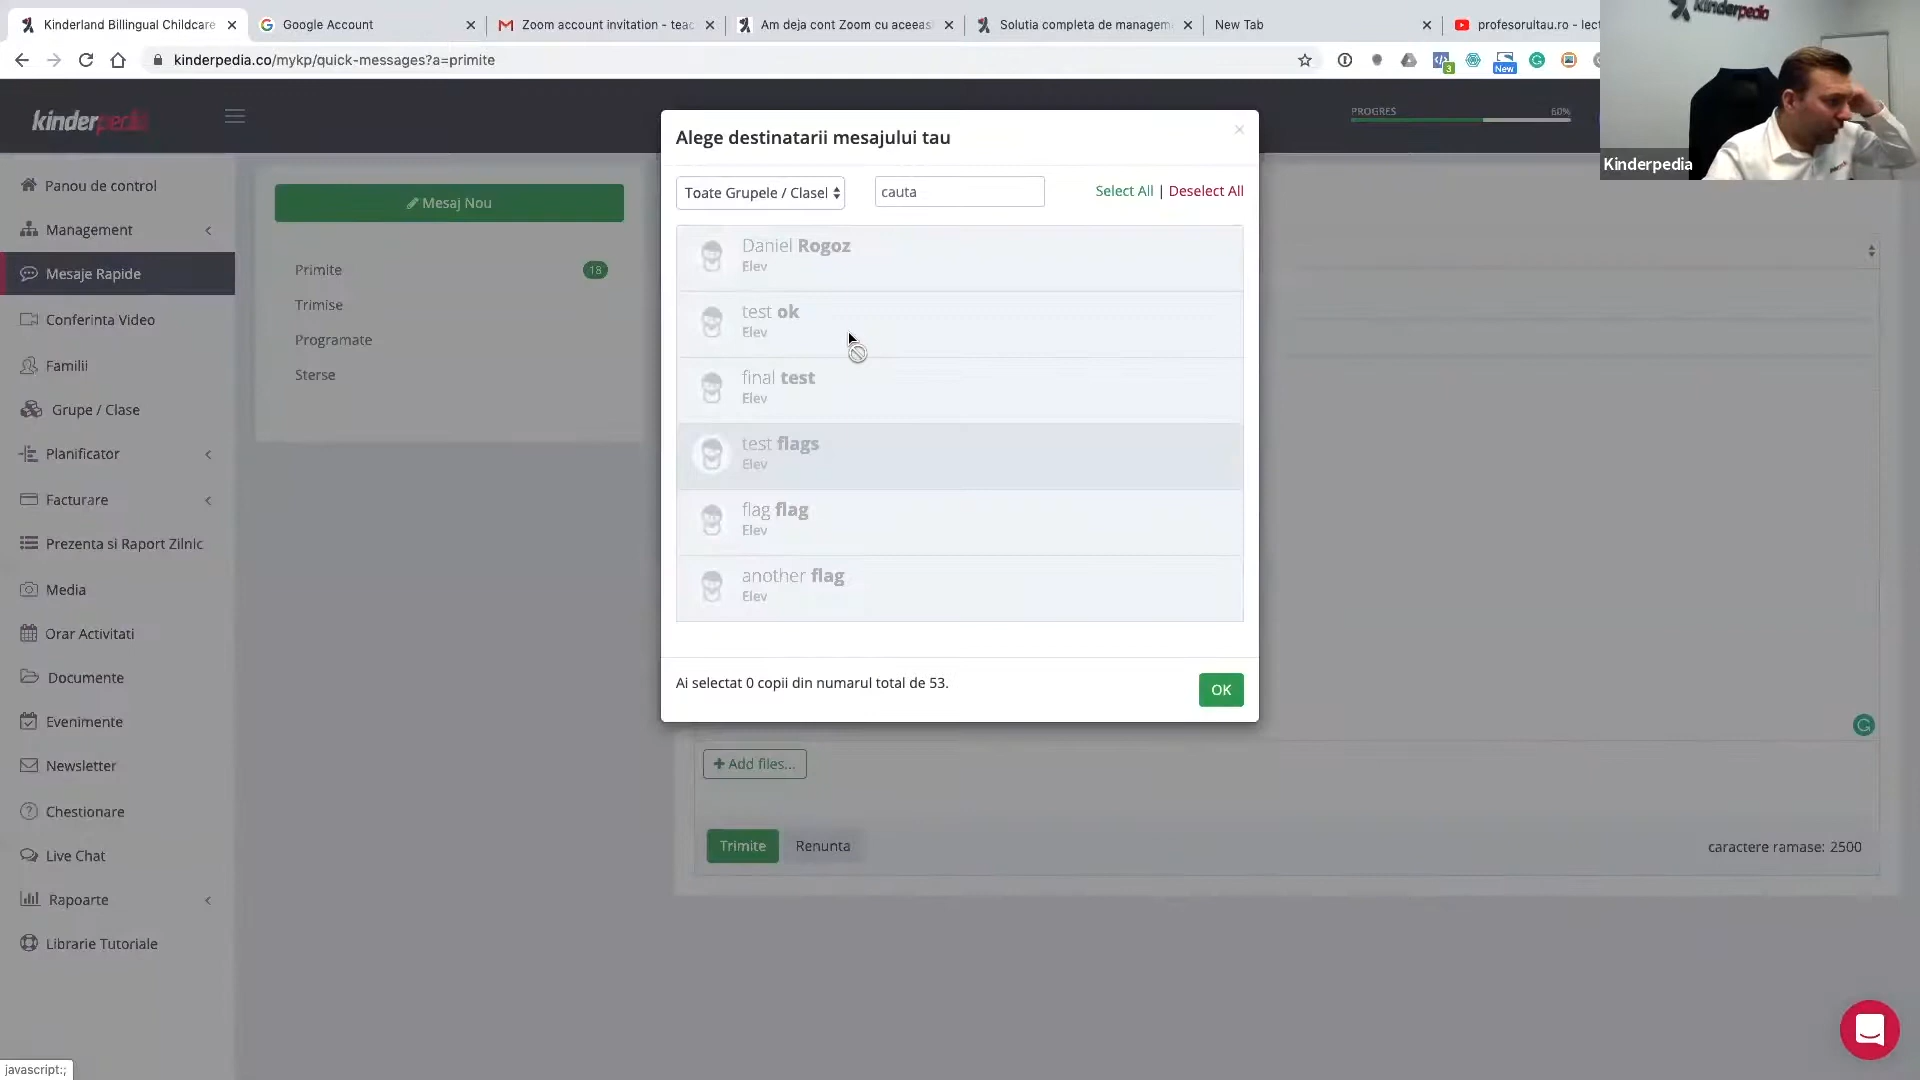 Kinderland Billingual Childcare
Google Account
Zoom account invitation - teac
Am deja cont Zoom cu aceeas
Solutia completa de managem
New Tab
profesorultau.ro - lect
kinderpedia.co/mykp/quick-messages?a=primite
3
New
kinderpedia
Kinderpedia
kinderpedia
PROGRES
60%
Panou de control
Management
Mesaje Rapide
Conferinta Video
Familii
Grupe / Clase
Planificator
Facturare
Prezenta si Raport Zilnic
Media
Orar Activitati
Documente
Evenimente
Newsletter
Chestionare
Live Chat
Rapoarte
Librarie Tutoriale
Mesaj Nou
Primite
18
Trimise
Programate
Sterse
Alege destinatarii mesajului tau
×
Toate Grupele / Clasel
cauta
Select All | Deselect All
Daniel Rogoz
Elev
test ok
Elev
final test
Elev
test flags
Elev
flag flag
Elev
another flag
Elev
Ai selectat 0 copii din numarul total de 53.
OK
+ Add files...
Trimite
Renunta
caractere ramase: 2500
javascript:;